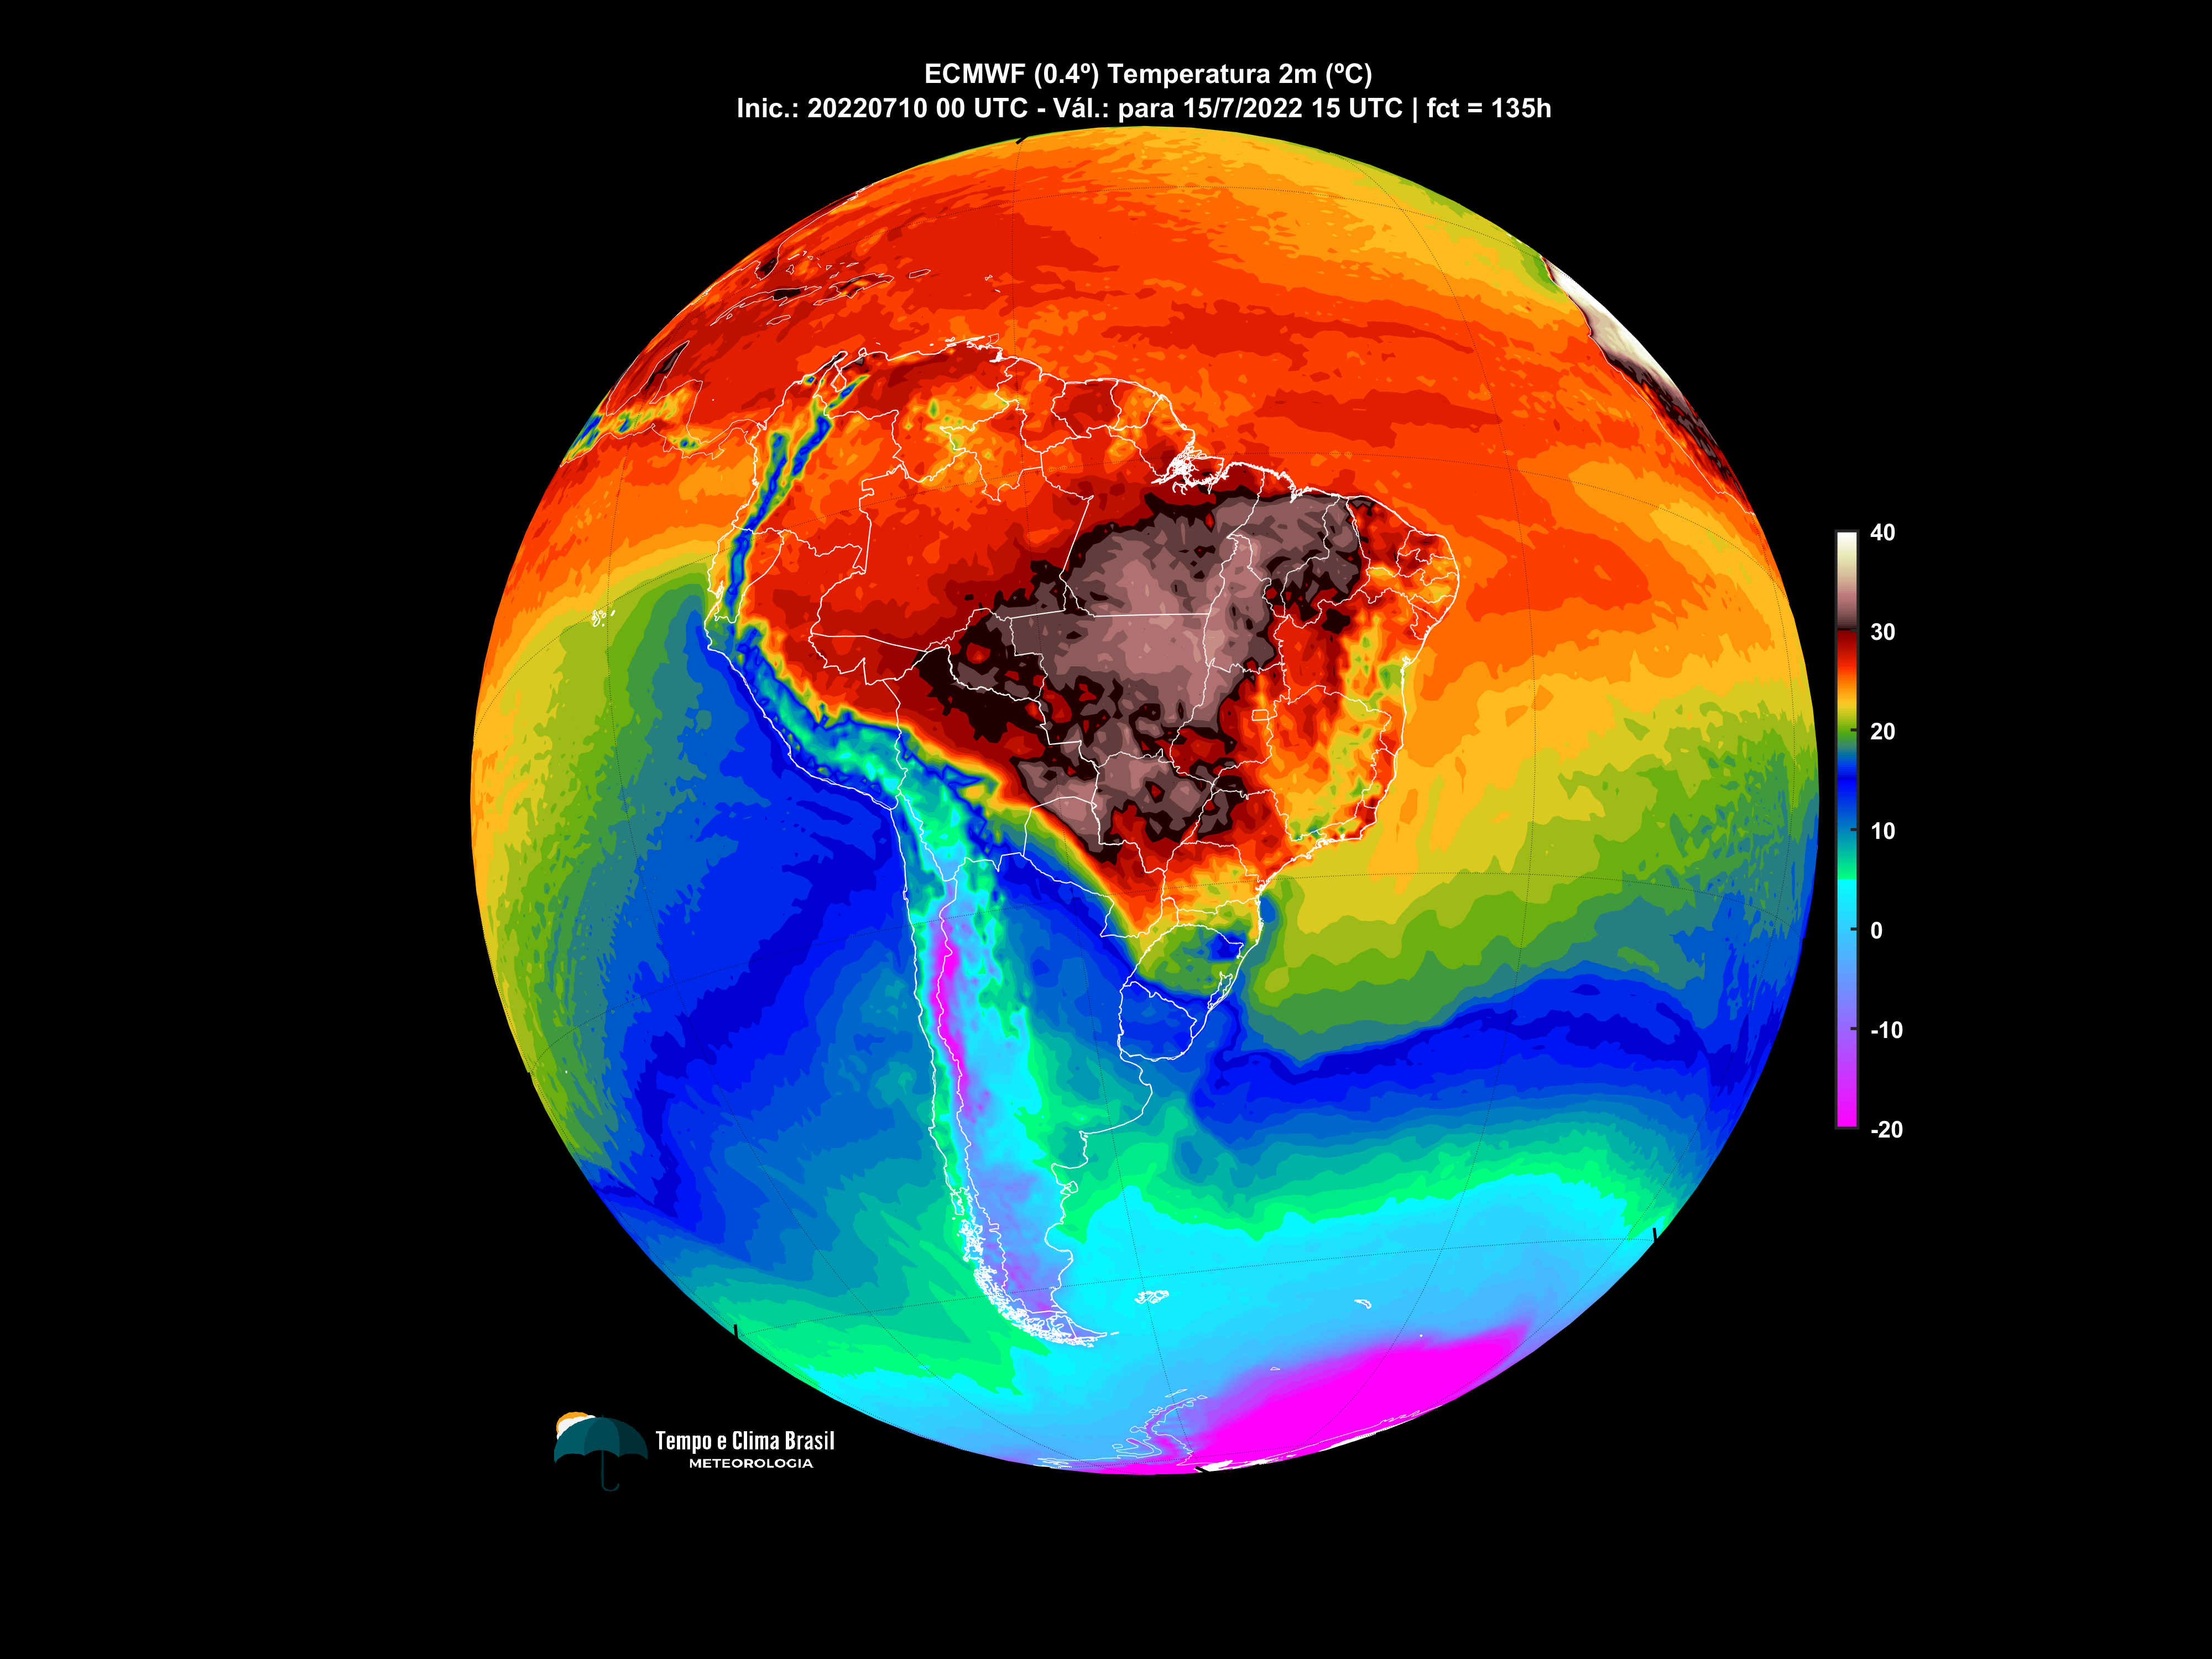 ECMWF (0.4º) Temperatura 2m (ºC)
Inic.: 20220710 00 UTC - Vál.: para 15/7/2022 15 UTC | fct = 135h
40
30
20
10
0
-10
-20
Tempo e Clima Brasil
METEOROLOGIA